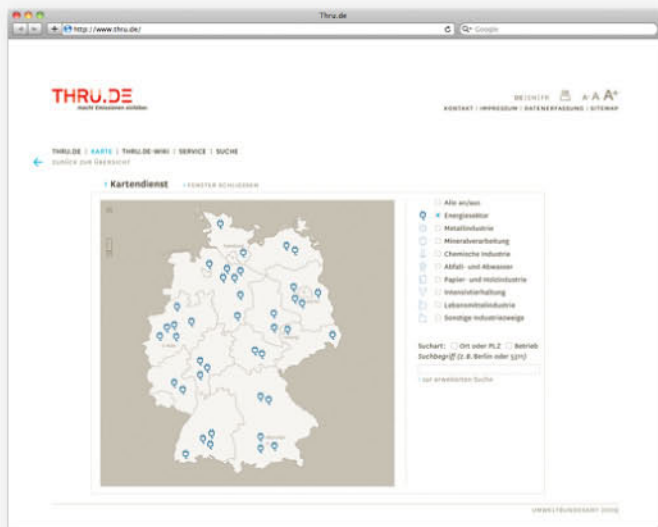 Thru.de
http://www.thru.de/
Google
THRU.DE
macht Emissionen sichtbar.
DE|EN|FR A A A+
KONTAKT | IMPRESSUM | DATENERFASSUNG | SITEMAP
THRU.DE | KARTE | THRU.DE-WIKI | SERVICE | SUCHE
ZURÜCK ZUR ÜBERSICHT
Kartendienst FENSTER SCHLIESSEN
Alle an/aus
Energiesektor
Metallindustrie
Mineralverarbeitung
Chemische Industrie
Abfall- und Abwasser
Papier- und Holzindustrie
Intensivtierhaltung
Lebensmittelindustrie
Sonstige Industriezweige
Suchart: Ort oder PLZ Betrieb
Suchbegriff (z. B. Berlin oder 5311)
zur erweiterten Suche
UMWELTBUNDESAMT 2009